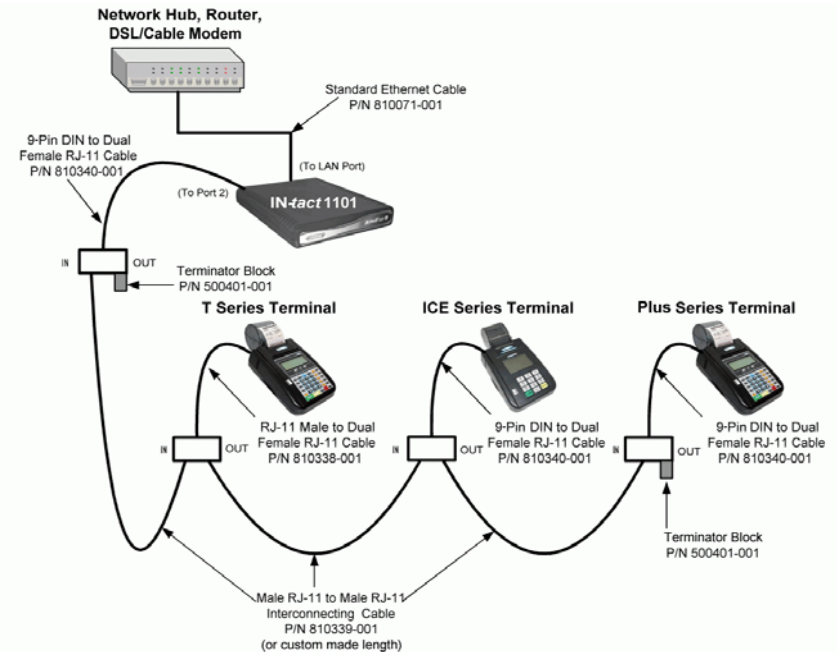 Network Hub, Router,
DSL/Cable Modem
Standard Ethernet Cable
P/N 810071-001
9-Pin DIN to Dual
Female RJ-11 Cable
P/N 810340-001
(To LAN Port)
(To Port 2)
IN-tact 1101
IN
OUT
Terminator Block
P/N 500401-001
T Series Terminal
ICE Series Terminal
Plus Series Terminal
RJ-11 Male to Dual
Female RJ-11 Cable
P/N 810338-001
9-Pin DIN to Dual
Female RJ-11 Cable
P/N 810340-001
9-Pin DIN to Dual
Female RJ-11 Cable
P/N 810340-001
IN
OUT
IN
OUT
IN
OUT
Terminator Block
P/N 500401-001
Male RJ-11 to Male RJ-11
Interconnecting Cable
P/N 810339-001
(or custom made length)